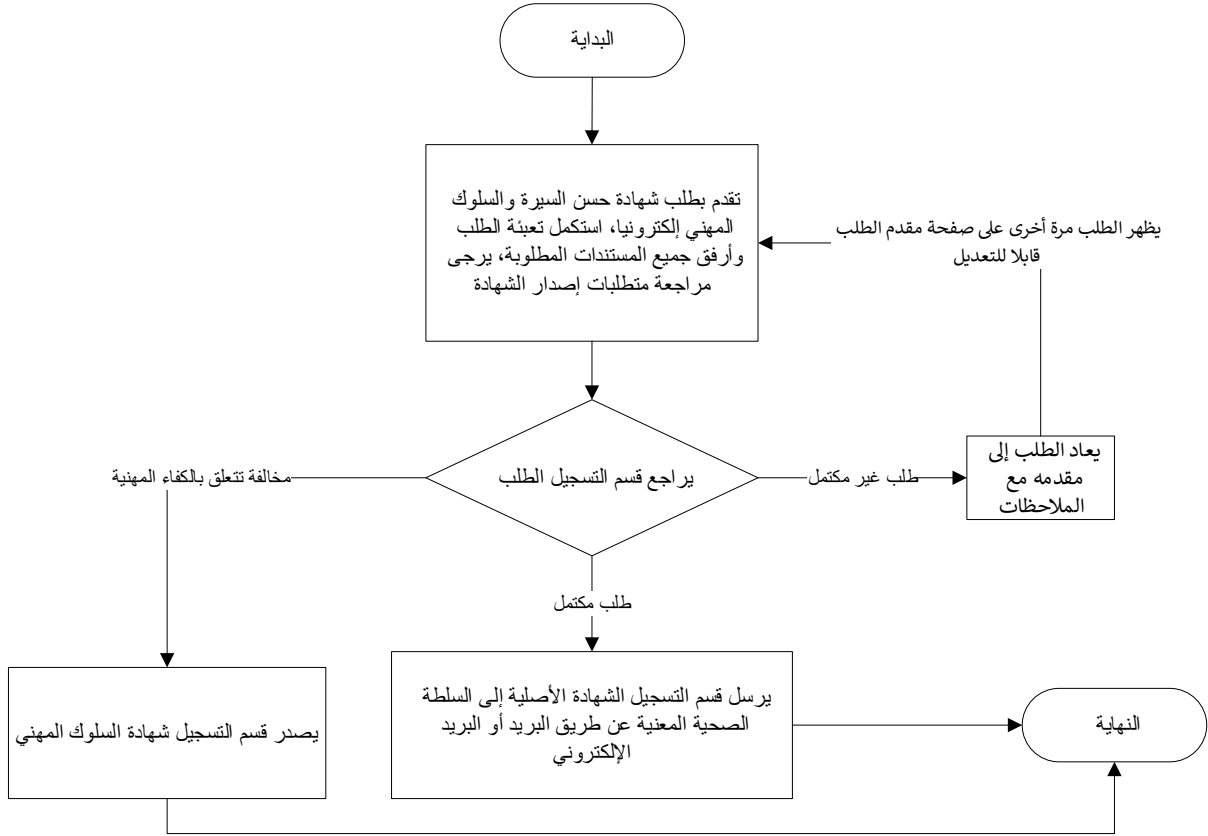 البداية
تقدم بطلب شهادة حسن السيرة والسلوك
المهني إلكترونيا، استكمل تعبئة الطلب
وأرفق جميع المستندات المطلوبة، يرجى
مراجعة متطلبات إصدار الشهادة
يظهر الطلب مرة أخرى على صفحة مقدم الطلب
قابلا للتعديل
يراجع قسم التسجيل الطلب
طلب غير مكتمل
يعاد الطلب إلى
مقدمه مع
الملاحظات
مخالفة تتعلق بالكفاء المهنية
طلب مكتمل
يصدر قسم التسجيل شهادة السلوك المهني
يرسل قسم التسجيل الشهادة الأصلية إلى السلطة
الصحية المعنية عن طريق البريد أو البريد
الإلكتروني
النهاية